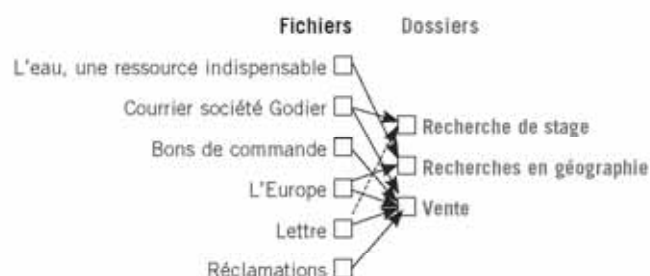 Fichiers Dossiers
L'eau, une ressource indispensable
Courrier société Godier
Recherche de stage
Bons de commande
Recherches en géographie
L'Europe
Vente
Lettre
Réclamations